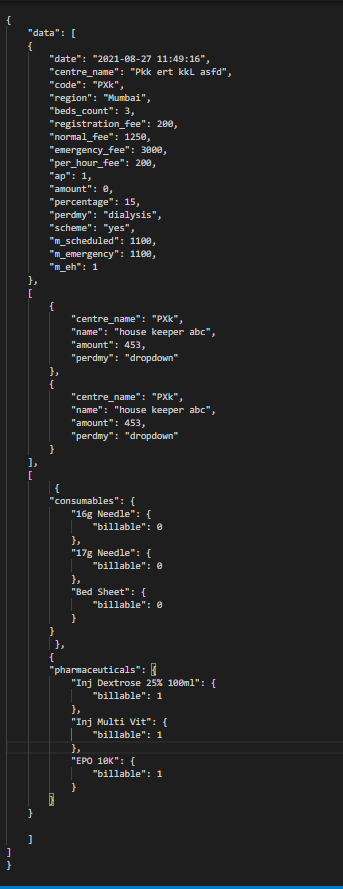 {
"data": [
{
"date": "2021-08-27 11:49:16",
"centre_name": "Pkk ert kkL asfd",
"code": "PXk",
"region": "Mumbai",
"beds_count": 3,
"registration_fee": 200,
"normal_fee": 1250,
"emergency_fee": 3000,
"per_hour_fee": 200,
"ap": 1,
"amount": 0,
"percentage": 15,
"perdmy": "dialysis",
"scheme": "yes",
"m_scheduled": 1100,
"m_emergency": 1100,
"m_eh": 1
},
[
{
"centre_name": "PXk",
"name": "house keeper abc",
"amount": 453,
"perdmy": "dropdown"
},
{
"centre_name": "PXk",
"name": "house keeper abc",
"amount": 453,
"perdmy": "dropdown"
}
],
[
{
"consumables": {
"16g Needle": {
"billable": 0
},
"17g Needle": {
"billable": 0
},
"Bed Sheet": {
"billable": 0
}
}
},
{
"pharmaceuticals": {
"Inj Dextrose 25% 100ml": {
"billable": 1
},
"Inj Multi Vit": {
"billable": 1
},
"EPO 10K": {
"billable": 1
}
}
}
]
]
}